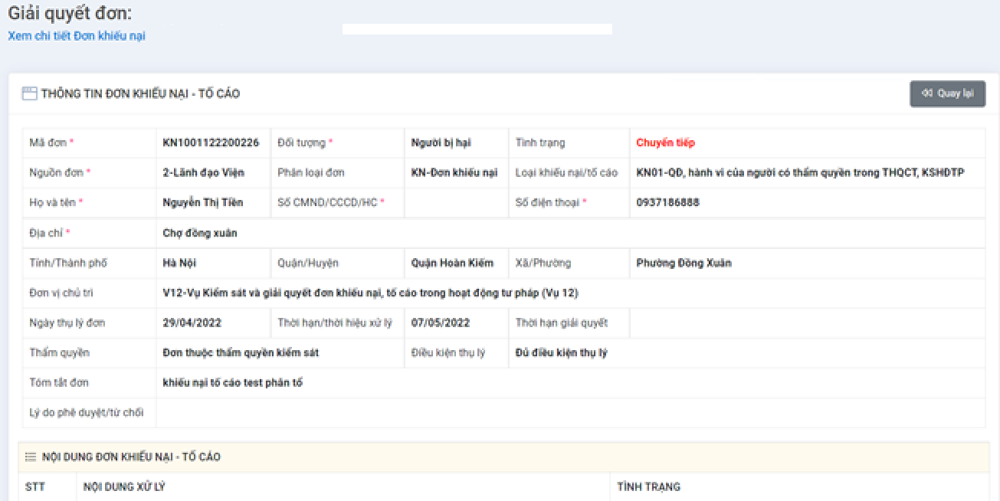 Giải quyết đơn:
Xem chi tiết Đơn khiếu nại
THÔNG TIN ĐƠN KHIẾU NẠI - TỐ CÁO
Quay lại
Mã đơn * KN1001122200226 Đối tượng * Người bị hại Tình trạng Chuyển tiếp
Nguồn đơn * 2-Lãnh đạo Viện Phân loại đơn KN-Đơn khiếu nại Loại khiếu nại/tố cáo KN01-QĐ, hành vi của người có thẩm quyền trong THQCT, KSHĐTP
Họ và tên * Nguyễn Thị Tiền Số CMND/CCCD/HC * Số điện thoại * 0937186888
Địa chỉ * Chợ đồng xuân
Tỉnh/Thành phố Hà Nội Quận/Huyện Quận Hoàn Kiếm Xã/Phường Phường Đồng Xuân
Đơn vị chủ trì V12-Vụ Kiểm sát và giải quyết đơn khiếu nại, tố cáo trong hoạt động tư pháp (Vụ 12)
Ngày thụ lý đơn 29/04/2022 Thời hạn/thời hiệu xử lý 07/05/2022 Thời hạn giải quyết
Thẩm quyền Đơn thuộc thẩm quyền kiểm sát Điều kiện thụ lý Đủ điều kiện thụ lý
Tóm tắt đơn khiếu nại tố cáo test phân tổ
Lý do phê duyệt/từ chối
NỘI DUNG ĐƠN KHIẾU NẠI - TỐ CÁO
STT NỘI DUNG XỬ LÝ TÌNH TRẠNG